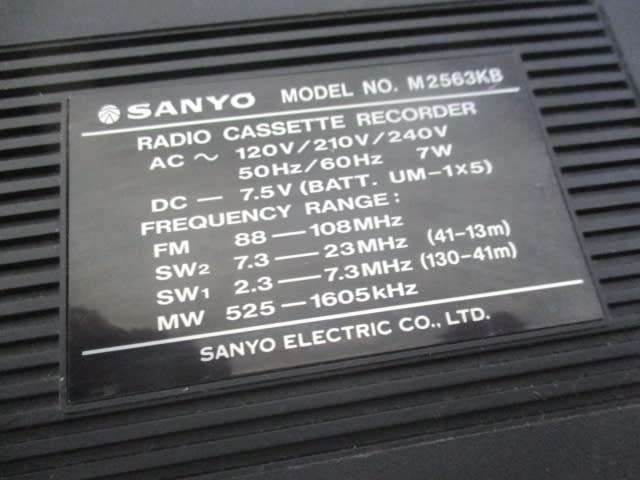 SANYO MODEL NO. M2563KB
RADIO CASSETTE RECORDER
AC ~ 120V/210V/240V
50Hz/60Hz 7W
DC — 7.5V (BATT. UM-1×5)
FREQUENCY RANGE:
FM 88—108MHz
SW2 7.3—23MHz (41-13m)
SW1 2.3—7.3MHz (130-41m)
MW 525—1605kHz
SANYO ELECTRIC CO., LTD.